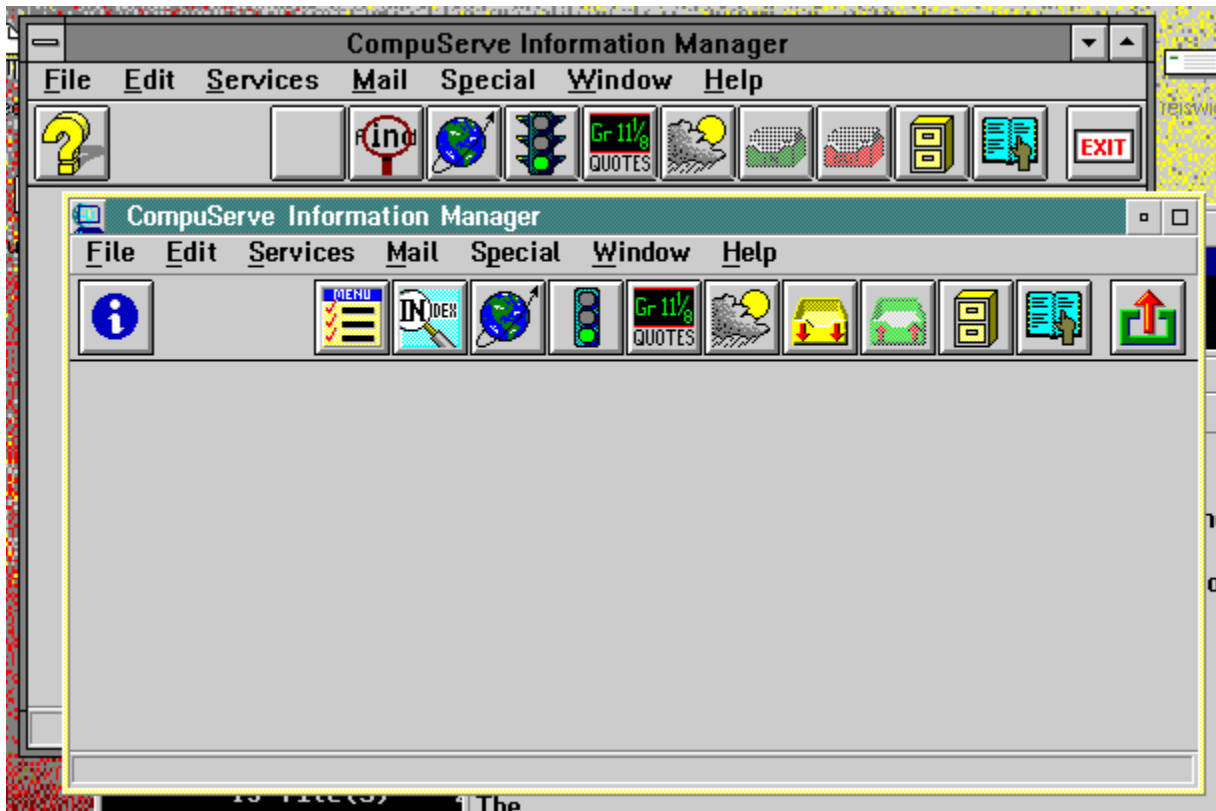 CompuServe Information Manager
File Edit Services Mail Special Window Help
Find
Gr 11⅛
QUOTES
EXIT
CompuServe Information Manager
File Edit Services Mail Special Window Help
MENU
INDEX
Gr 11⅛
QUOTES
The